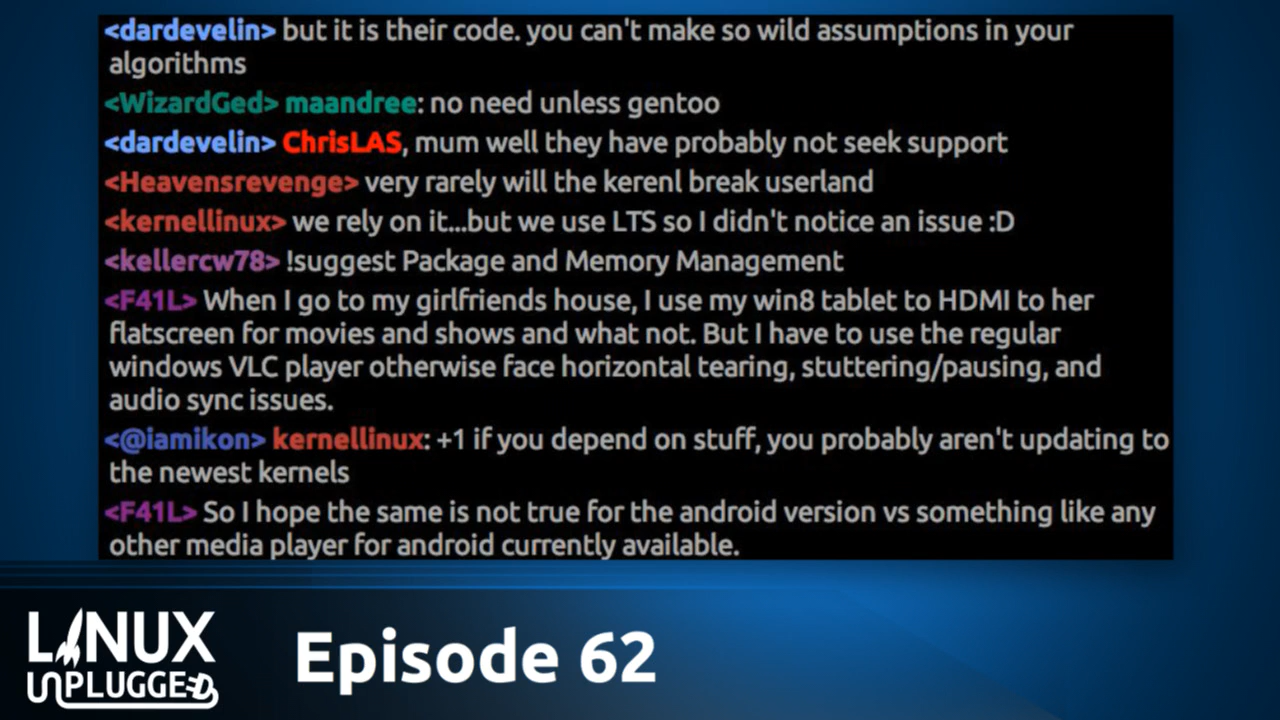 <dardevelin> but it is their code. you can't make so wild assumptions in your
algorithms
<WizardGed> maandree: no need unless gentoo
<dardevelin> ChrisLAS, mum well they have probably not seek support
<Heavensrevenge> very rarely will the kerenl break userland
<kernellinux> we rely on it...but we use LTS so I didn't notice an issue :D
<kellercw78> !suggest Package and Memory Management
<F41L> When I go to my girlfriends house, I use my win8 tablet to HDMI to her
flatscreen for movies and shows and what not. But I have to use the regular
windows VLC player otherwise face horizontal tearing, stuttering/pausing, and
audio sync issues.
<@iamikon> kernellinux: +1 if you depend on stuff, you probably aren't updating to
the newest kernels
<F41L> So I hope the same is not true for the android version vs something like any
other media player for android currently available.
LINUX
UNPLUGGED
Episode 62